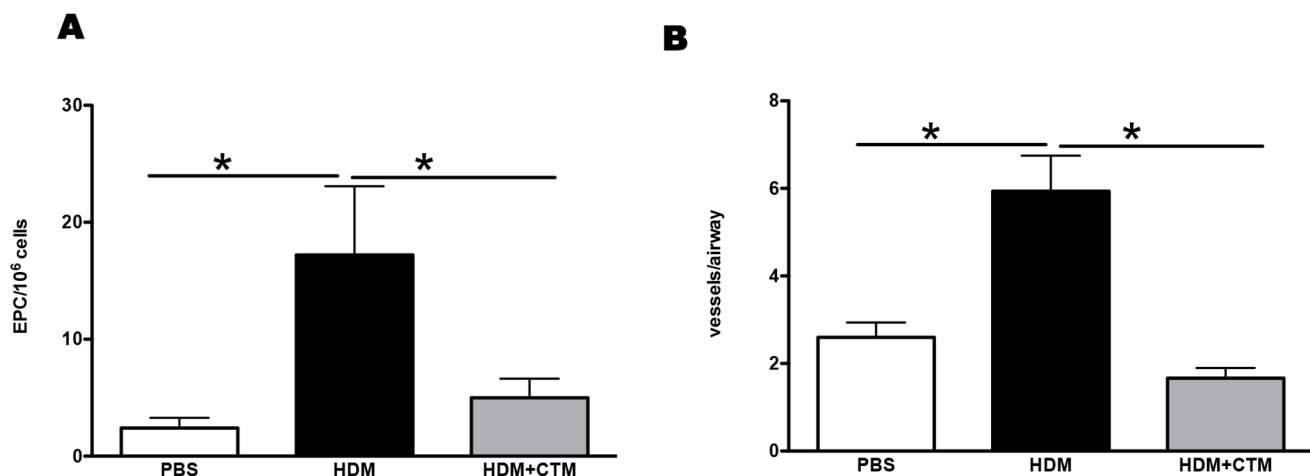 A
30
20
10
0
EPC/10⁶ cells
*
*
PBS
HDM
HDM+CTM
B
8
6
4
2
0
vessels/airway
*
*
PBS
HDM
HDM+CTM